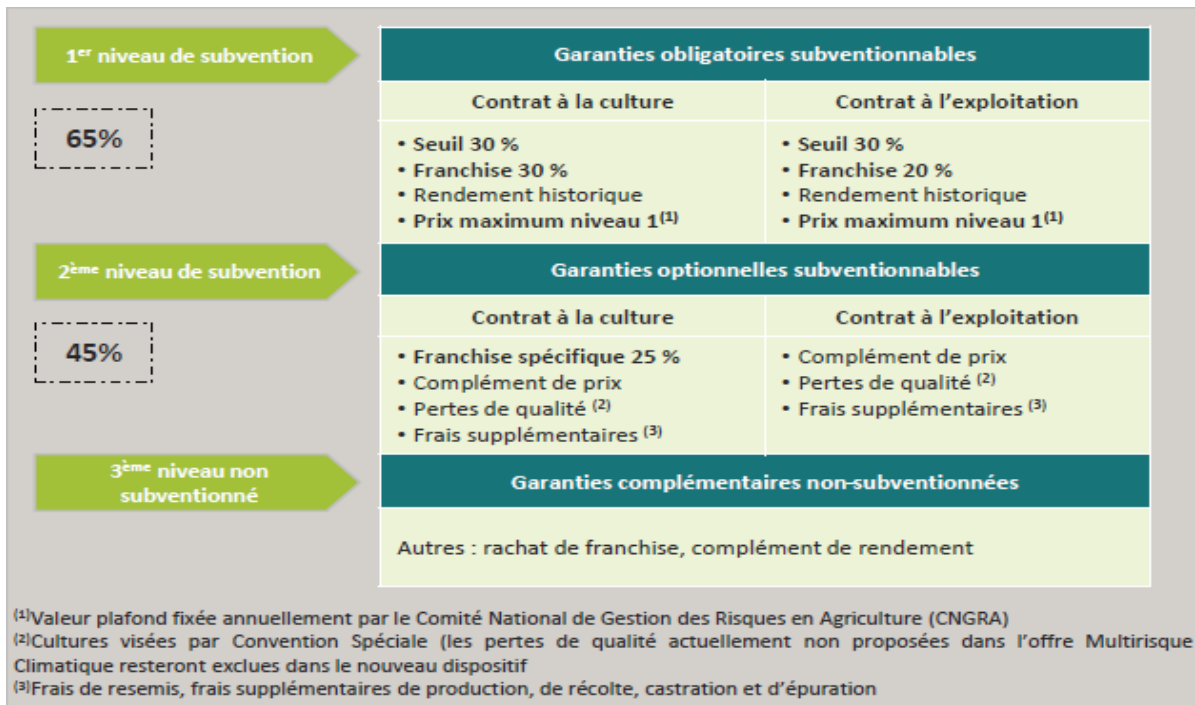 1er niveau de subvention
Garanties obligatoires subventionnables
65%
Contrat à la culture
Contrat à l'exploitation
• Seuil 30 %
• Franchise 30 %
• Rendement historique
• Prix maximum niveau 1(1)
• Seuil 30 %
• Franchise 20 %
• Rendement historique
• Prix maximum niveau 1(1)
2ème niveau de subvention
Garanties optionnelles subventionnables
45%
Contrat à la culture
Contrat à l'exploitation
• Franchise spécifique 25 %
• Complément de prix
• Pertes de qualité (2)
• Frais supplémentaires (3)
• Complément de prix
• Pertes de qualité (2)
• Frais supplémentaires (3)
3ème niveau non
subventionné
Garanties complémentaires non-subventionnées
Autres : rachat de franchise, complément de rendement
(1)Valeur plafond fixée annuellement par le Comité National de Gestion des Risques en Agriculture (CNGRA)
(2)Cultures visées par Convention Spéciale (les pertes de qualité actuellement non proposées dans l'offre Multirisque
Climatique resteront exclues dans le nouveau dispositif
(3)Frais de resemis, frais supplémentaires de production, de récolte, castration et d'épuration